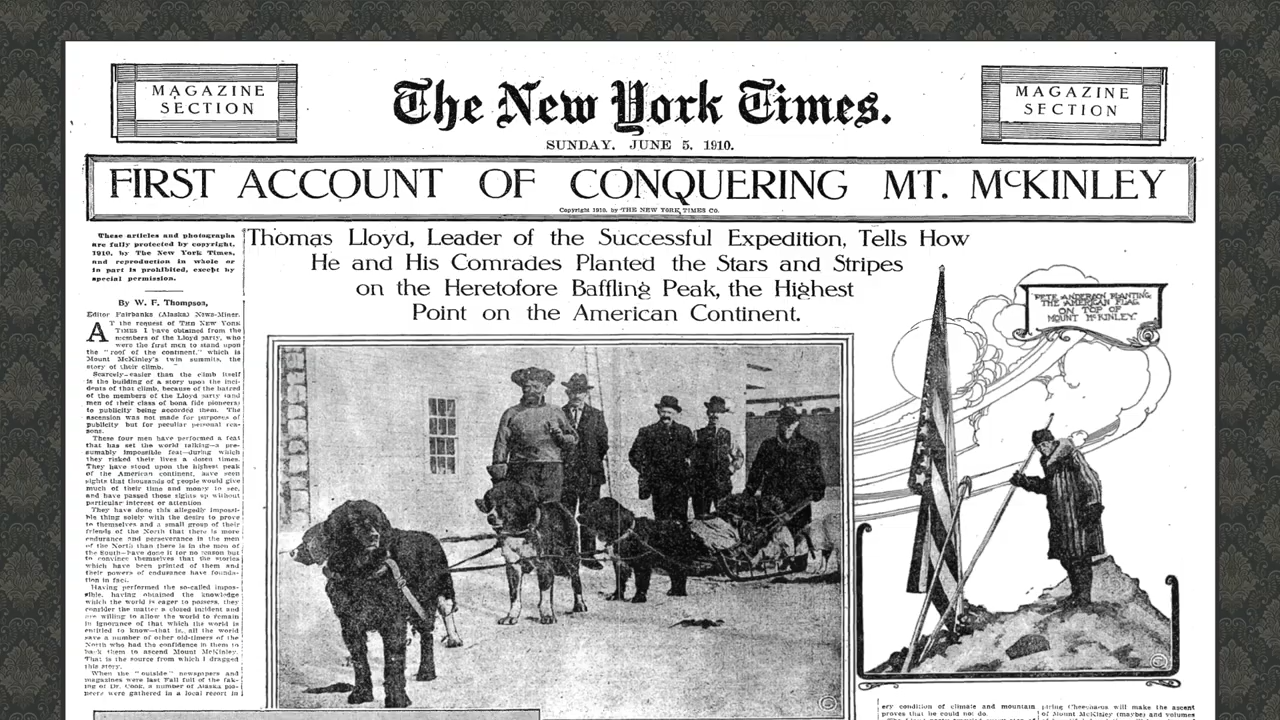 MAGAZINE
SECTION
The New York Times.
MAGAZINE
SECTION
SUNDAY, JUNE 5, 1910.
FIRST ACCOUNT OF CONQUERING MT. McKINLEY
Copyright 1910, by THE NEW YORK TIMES CO.
These articles and photographs
are fully protected by copyright,
1910, by The New York Times,
and reproduction in whole or
in part is prohibited, except by
special permission.
By W. F. Thompson,
Editor Fairbanks (Alaska) News-Miner.
AT the request of THE NEW YORK
TIMES I have obtained from the
members of the Lloyd party, who
were the first men to stand upon
the "roof of the continent," which is
Mount McKinley's twin summits, the
story of their climb.
Scarcely easier than the climb itself
is the building of a story upon the inci-
dents of that climb, because of the hatred
of the members of the Lloyd party (and
men of their class of bona fide pioneers)
to publicity being accorded them. The
ascension was not made for purposes of
publicity but for peculiar personal rea-
sons.
These four men have performed a feat
that has set the world talking—a pre-
sumably impossible feat—during which
they risked their lives a dozen times.
They have stood upon the highest peak
of the American continent, have seen
sights that thousands of people would give
much of their time and money to see,
and have passed those sights up without
particular interest or attention
They have done this allegedly impossi-
ble thing solely with the desire to prove
to themselves and a small group of their
friends of the North that there is more
endurance and perseverance in the men
of the North than there is in the men of
the South—have done it for no reason but
to convince themselves that the stories
which have been printed of them and
their powers of endurance have founda-
tion in fact.
Having performed the so-called impos-
sible, having obtained the knowledge
which the world is eager to possess, they
consider the matter a closed incident and
are willing to allow the world to remain
in ignorance of that which the world is
entitled to know—that is, all the world
save a number of other old-timers of the
North who had the confidence in them to
back them to ascend Mount McKinley.
That is the source from which I dragged
this story.
When the "outside" newspapers and
magazines were last Fall full of the fak-
ing of Dr. Cook, a number of Alaska pio-
neers were gathered in a local resort in
Thomas Lloyd, Leader of the Successful Expedition, Tells How
He and His Comrades Planted the Stars and Stripes
on the Heretofore Baffling Peak, the Highest
Point on the American Continent.
PETE ANDERSON PLANTING
THE AMERICAN FLAG
ON TOP OF
MOUNT McKINLEY.
ery condition of climate and mountain
proves that he could not do.
piring Cheechacos will make the ascent
of Mount McKinley (maybe) and volumes